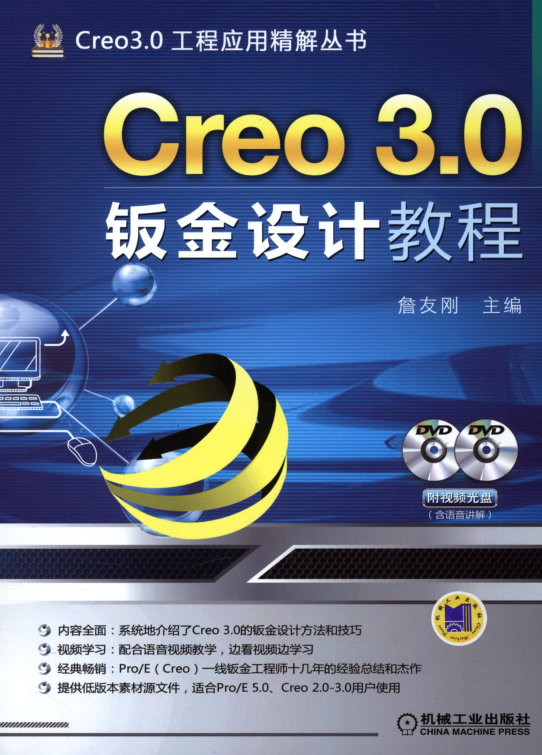 Creo3.0 工程应用精解丛书
Creo 3.0
钣金设计教程
詹友刚 主编
DVD DVD
附视频光盘
（含语音讲解）
内容全面：系统地介绍了Creo 3.0的钣金设计方法和技巧
视频学习：配合语音视频教学，边看视频边学习
经典畅销：Pro/E（Creo）一线钣金工程师十几年的经验总结和杰作
提供低版本素材源文件，适合Pro/E 5.0、Creo 2.0-3.0用户使用
机械工业出版社
CHINA MACHINE PRESS